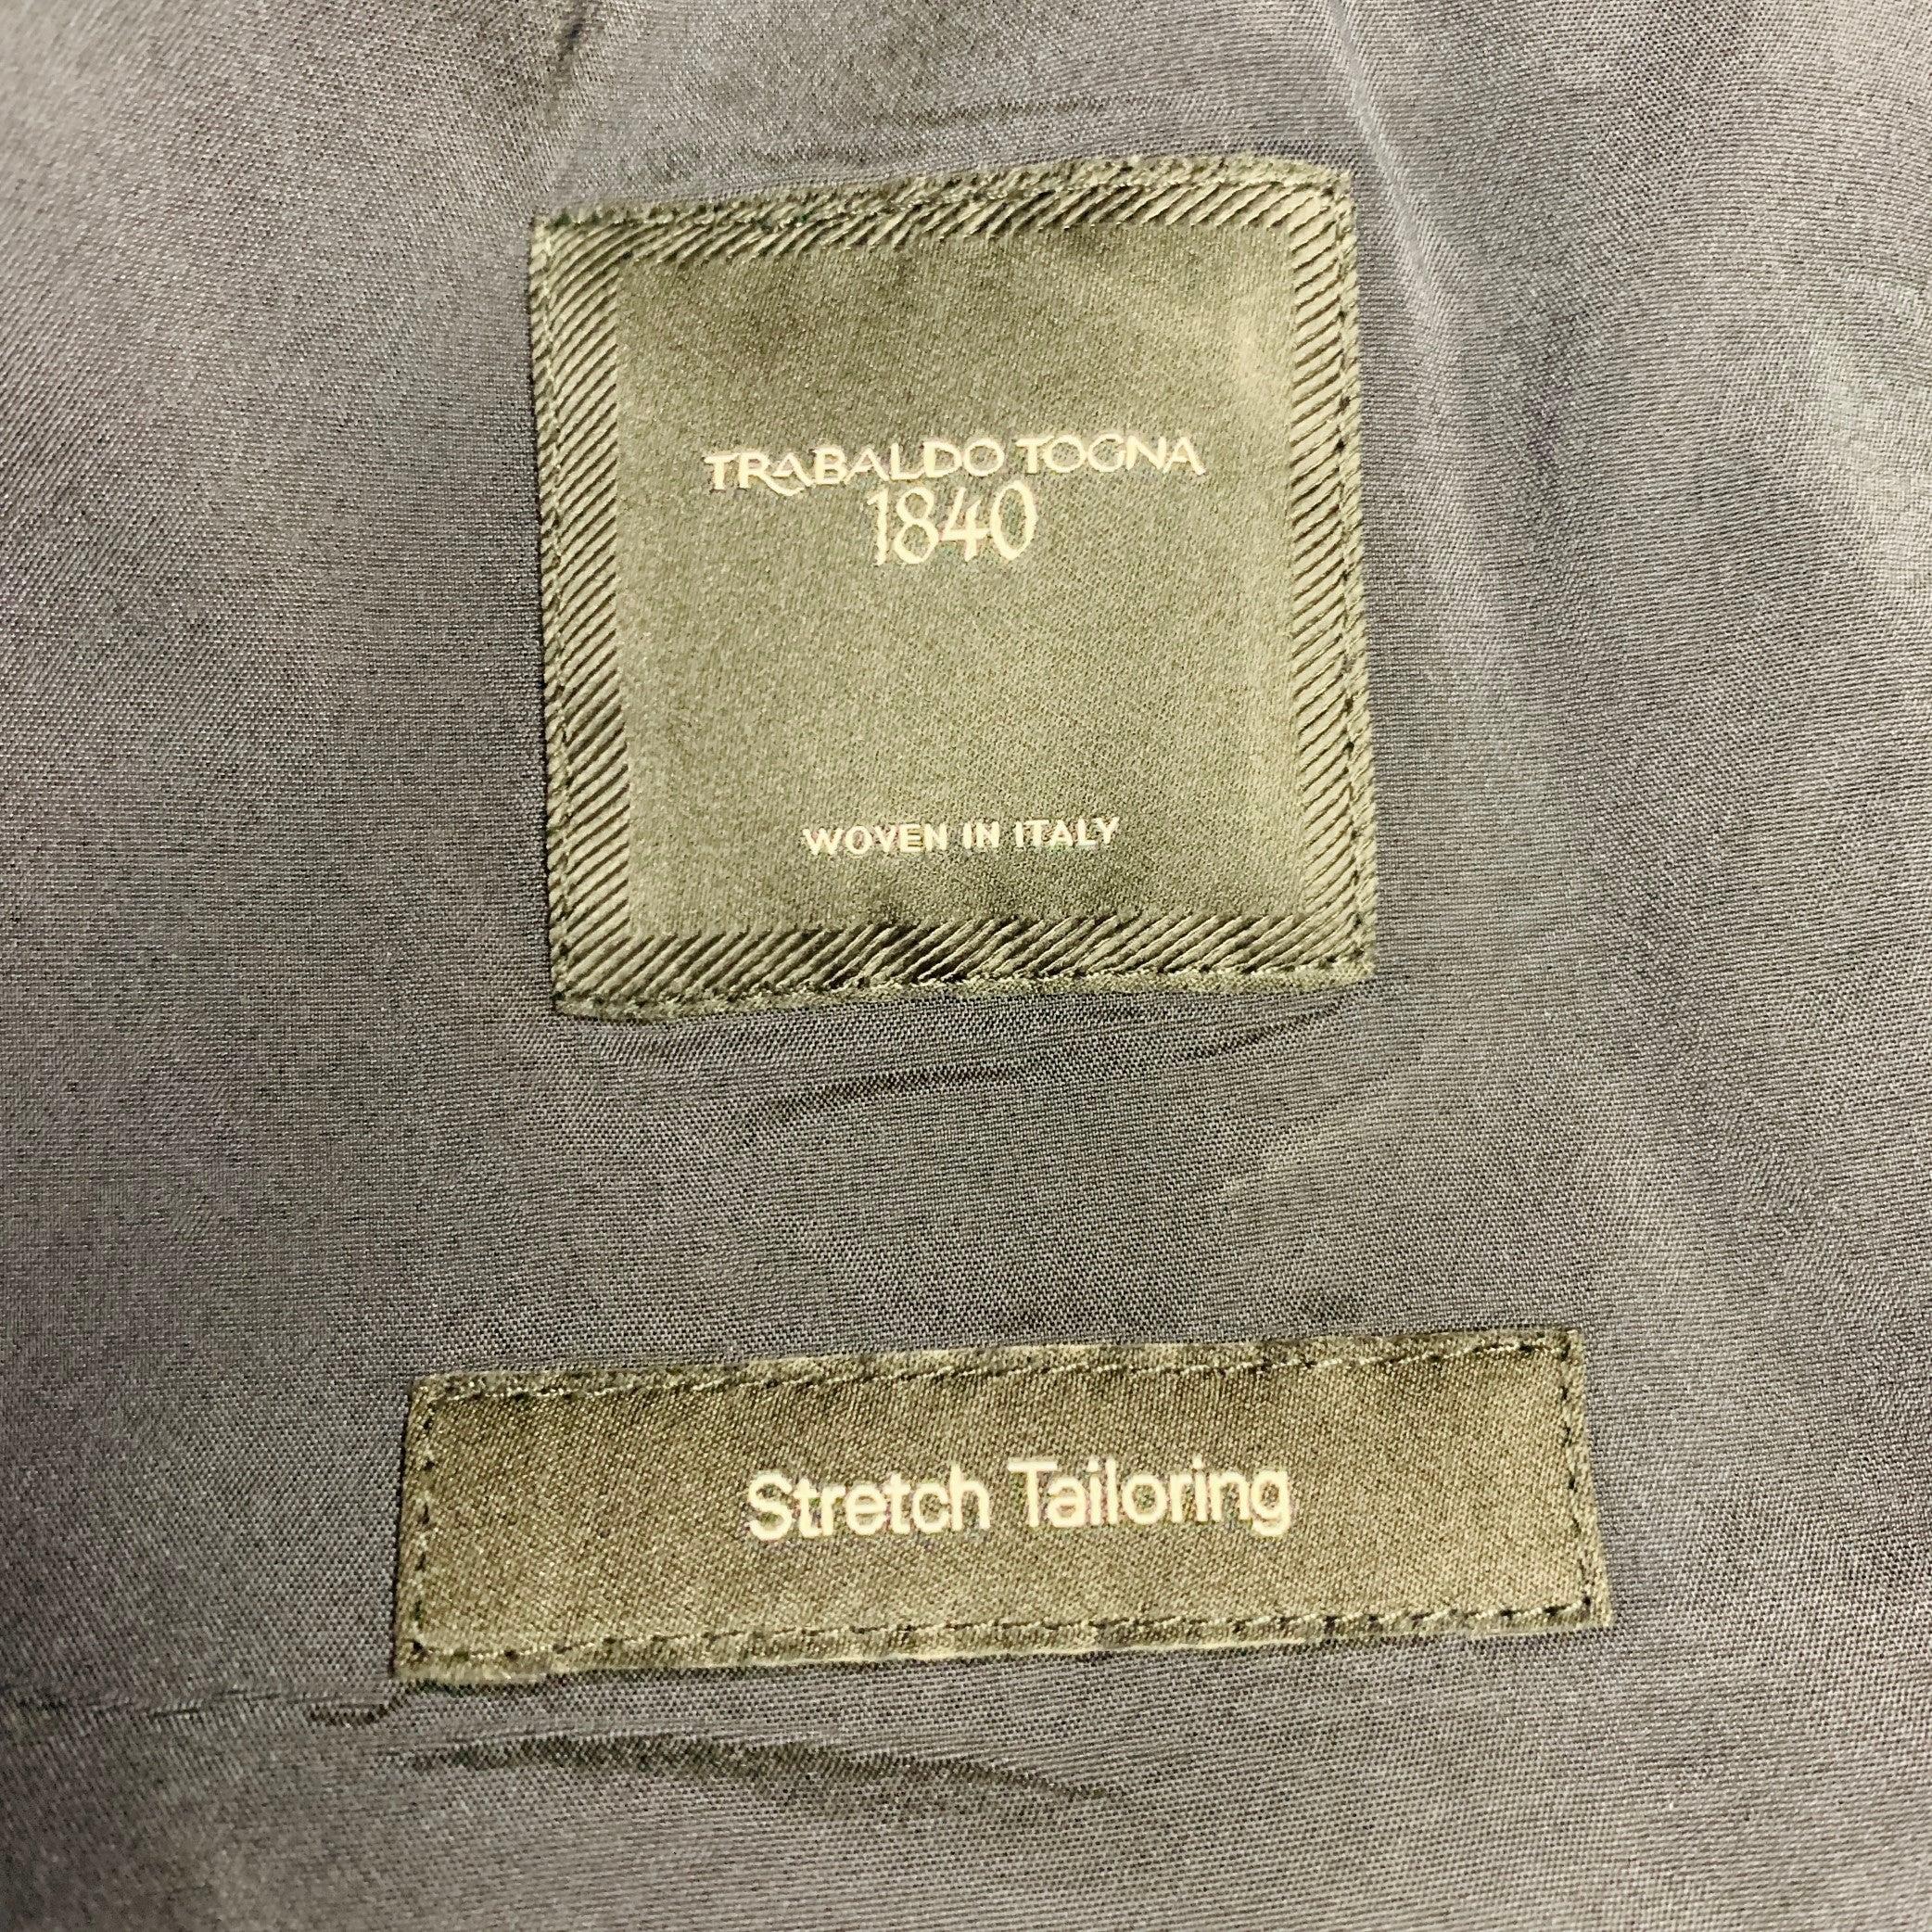 TRABALDO TOGNA
1840
WOVEN IN ITALY
Stretch Tailoring